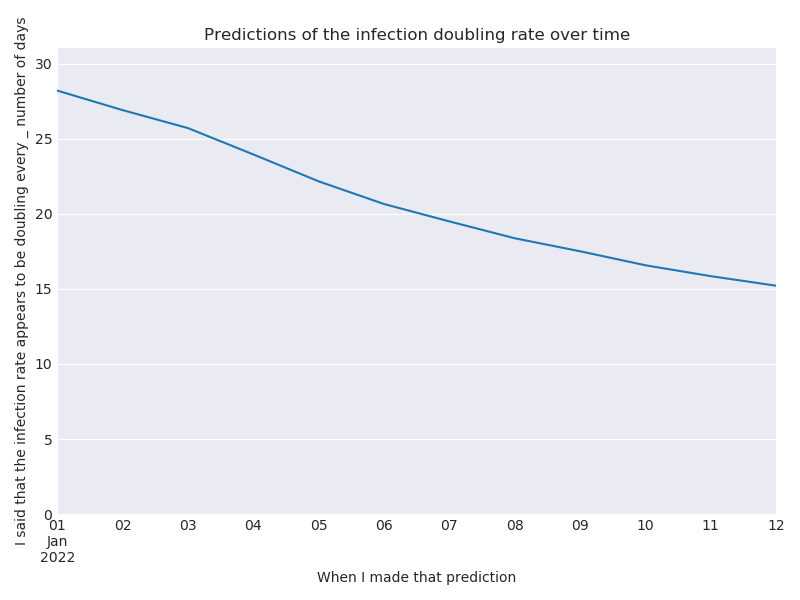 Predictions of the infection doubling rate over time
I said that the infection rate appears to be doubling every _ number of days
30
25
20
15
10
5
0
01 02 03 04 05 06 07 08 09 10 11 12
Jan
2022
When I made that prediction